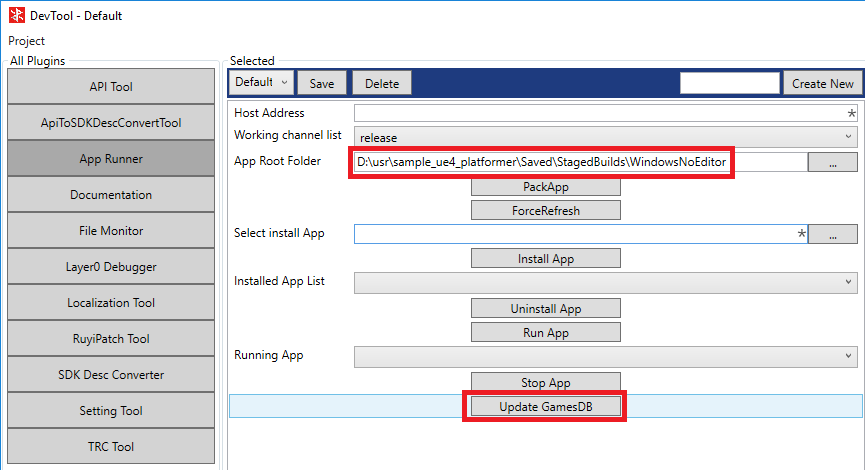 DevTool - Default
Project
All Plugins
API Tool
ApiToSDKDescConvertTool
App Runner
Documentation
File Monitor
Layer0 Debugger
Localization Tool
RuyiPatch Tool
SDK Desc Converter
Setting Tool
TRC Tool
Selected
Default Save Delete Create New
Host Address *
Working channel list release
App Root Folder D:\usr\sample_ue4_platformer\Saved\StagedBuilds\WindowsNoEditor ...
PackApp
ForceRefresh
Select install App * ...
Install App
Installed App List
Uninstall App
Run App
Running App
Stop App
Update GamesDB